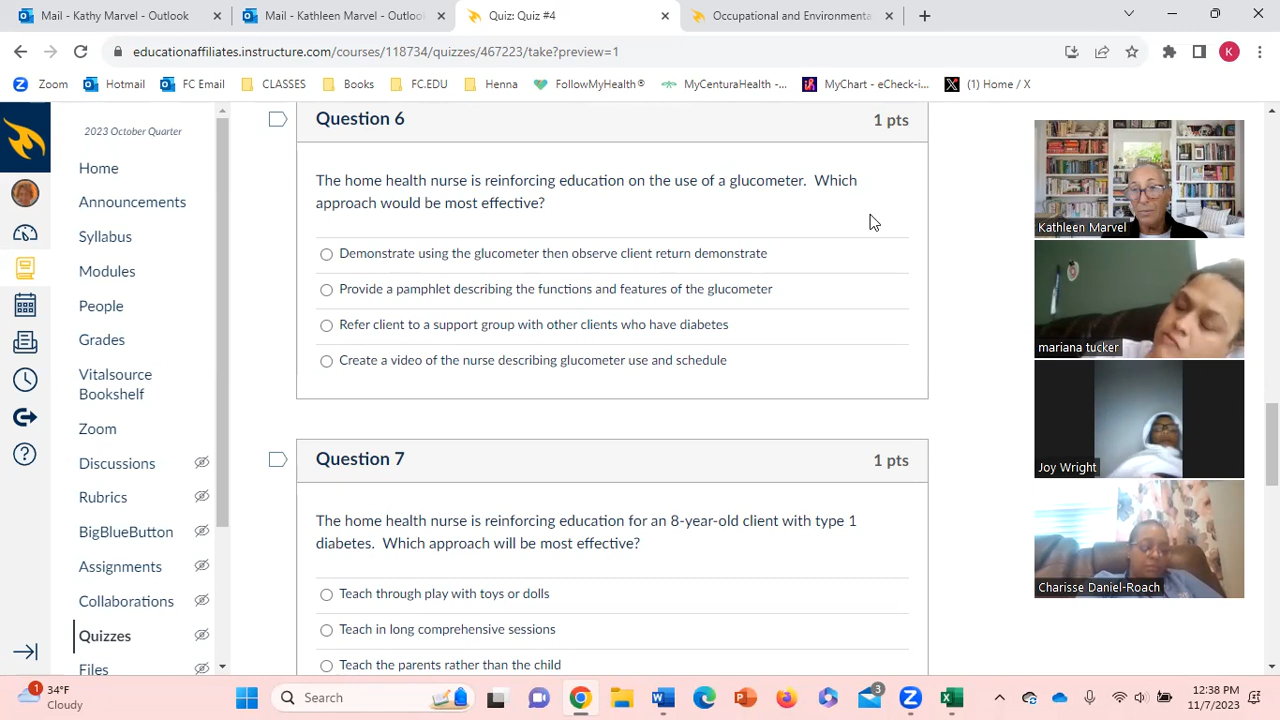 Mail - Kathy Marvel - Outlook
Mail - Kathleen Marvel - Outloo
Quiz: Quiz #4
Occupational and Environmenta
educationaffiliates.instructure.com/courses/118734/quizzes/467223/take?preview=1
K
Zoom
Hotmail
FC Email
CLASSES
Books
FC.EDU
Henna
FollowMyHealth®
MyCenturaHealth -...
MyChart - eCheck-i...
(1) Home / X
2023 October Quarter
Home
Announcements
Syllabus
Modules
People
Grades
Vitalsource
Bookshelf
Zoom
Discussions
Rubrics
BigBlueButton
Assignments
Collaborations
Quizzes
Files
Question 6
1 pts
The home health nurse is reinforcing education on the use of a glucometer. Which
approach would be most effective?
Demonstrate using the glucometer then observe client return demonstrate
Provide a pamphlet describing the functions and features of the glucometer
Refer client to a support group with other clients who have diabetes
Create a video of the nurse describing glucometer use and schedule
Question 7
1 pts
The home health nurse is reinforcing education for an 8-year-old client with type 1
diabetes. Which approach will be most effective?
Teach through play with toys or dolls
Teach in long comprehensive sessions
Teach the parents rather than the child
Kathleen Marvel
mariana tucker
Joy Wright
Charisse Daniel-Roach
1
34°F
Cloudy
Search
3
12:38 PM
11/7/2023